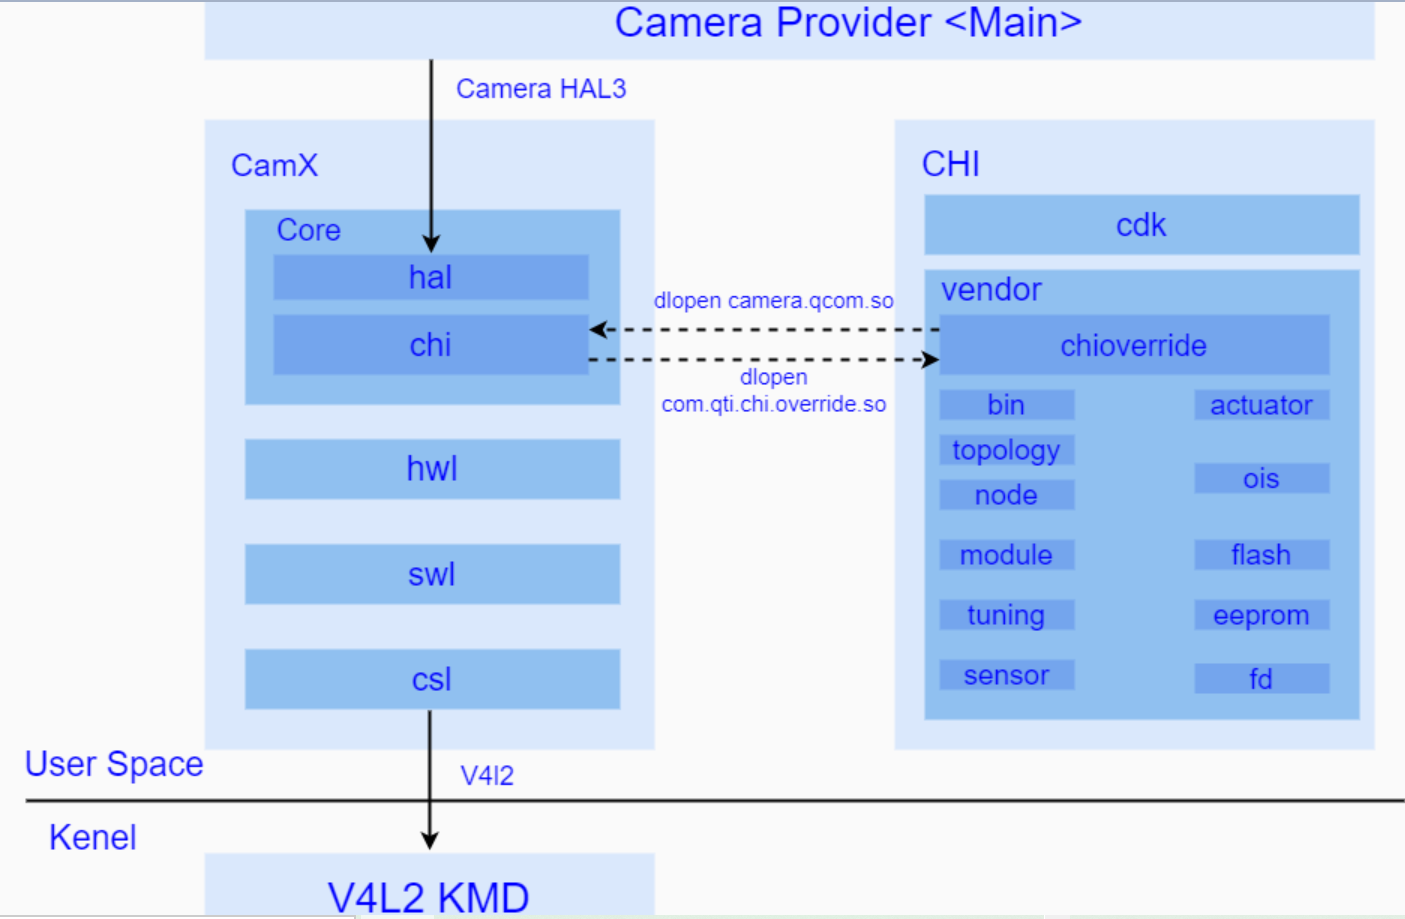 Camera Provider <Main>
Camera HAL3
CamX
Core
hal
chi
hwl
swl
csl
dlopen camera.qcom.so
dlopen
com.qti.chi.override.so
CHI
cdk
vendor
chioverride
bin
topology
node
module
tuning
sensor
actuator
ois
flash
eeprom
fd
User Space
V4l2
Kenel
V4L2 KMD